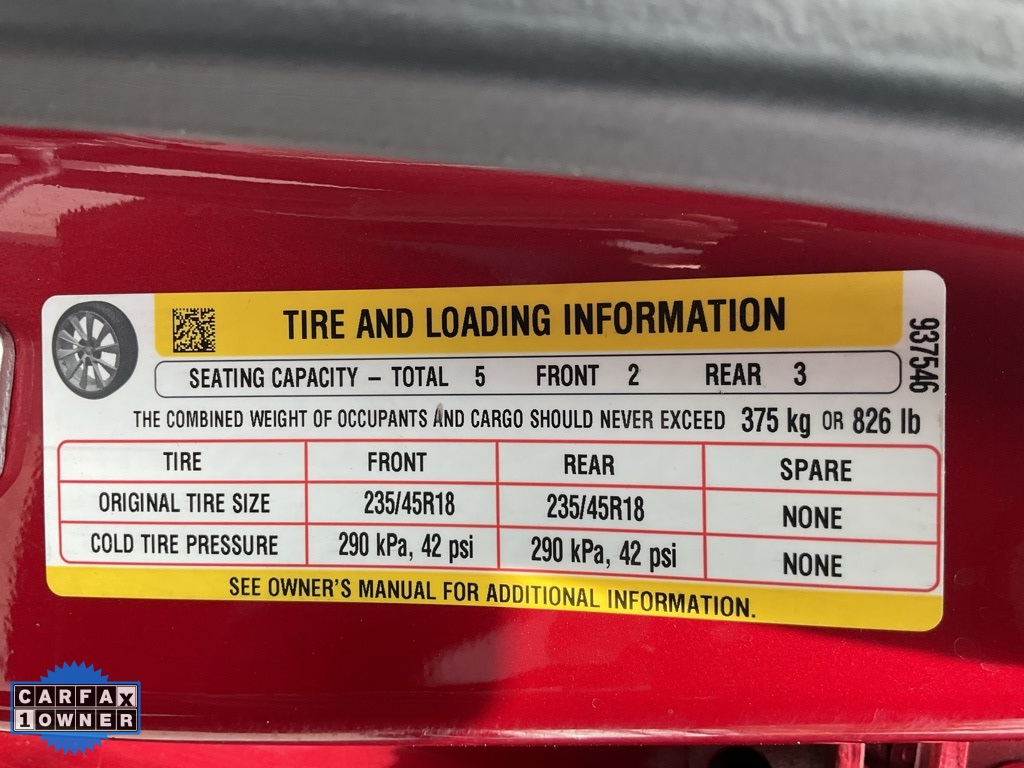 TIRE AND LOADING INFORMATION
937546
SEATING CAPACITY – TOTAL 5 FRONT 2 REAR 3
THE COMBINED WEIGHT OF OCCUPANTS AND CARGO SHOULD NEVER EXCEED 375 kg OR 826 lb
TIRE FRONT REAR SPARE
ORIGINAL TIRE SIZE 235/45R18 235/45R18 NONE
COLD TIRE PRESSURE 290 kPa, 42 psi 290 kPa, 42 psi NONE
SEE OWNER'S MANUAL FOR ADDITIONAL INFORMATION.
CARFAX
1 OWNER